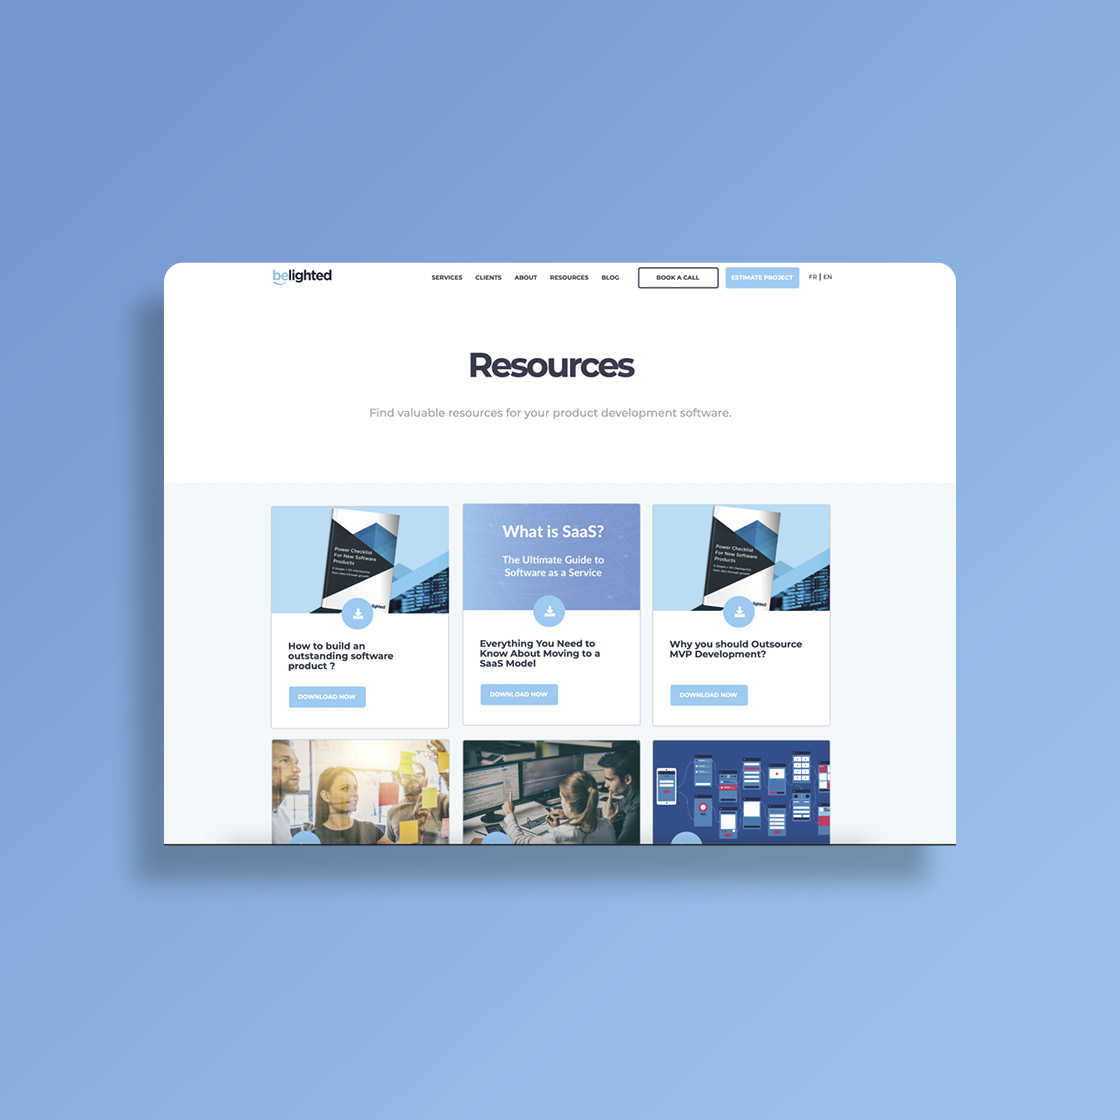 belighted
SERVICES CLIENTS ABOUT RESOURCES BLOG BOOK A CALL ESTIMATE PROJECT FR | EN
Resources
Find valuable resources for your product development software.
Power Checklist
For New Software
Products
What is SaaS?
The Ultimate Guide to
Software as a Service
Power Checklist
For New Software
Products
How to build an
outstanding software
product ?
DOWNLOAD NOW
Everything You Need to
Know About Moving to a
SaaS Model
DOWNLOAD NOW
Why you should Outsource
MVP Development?
DOWNLOAD NOW